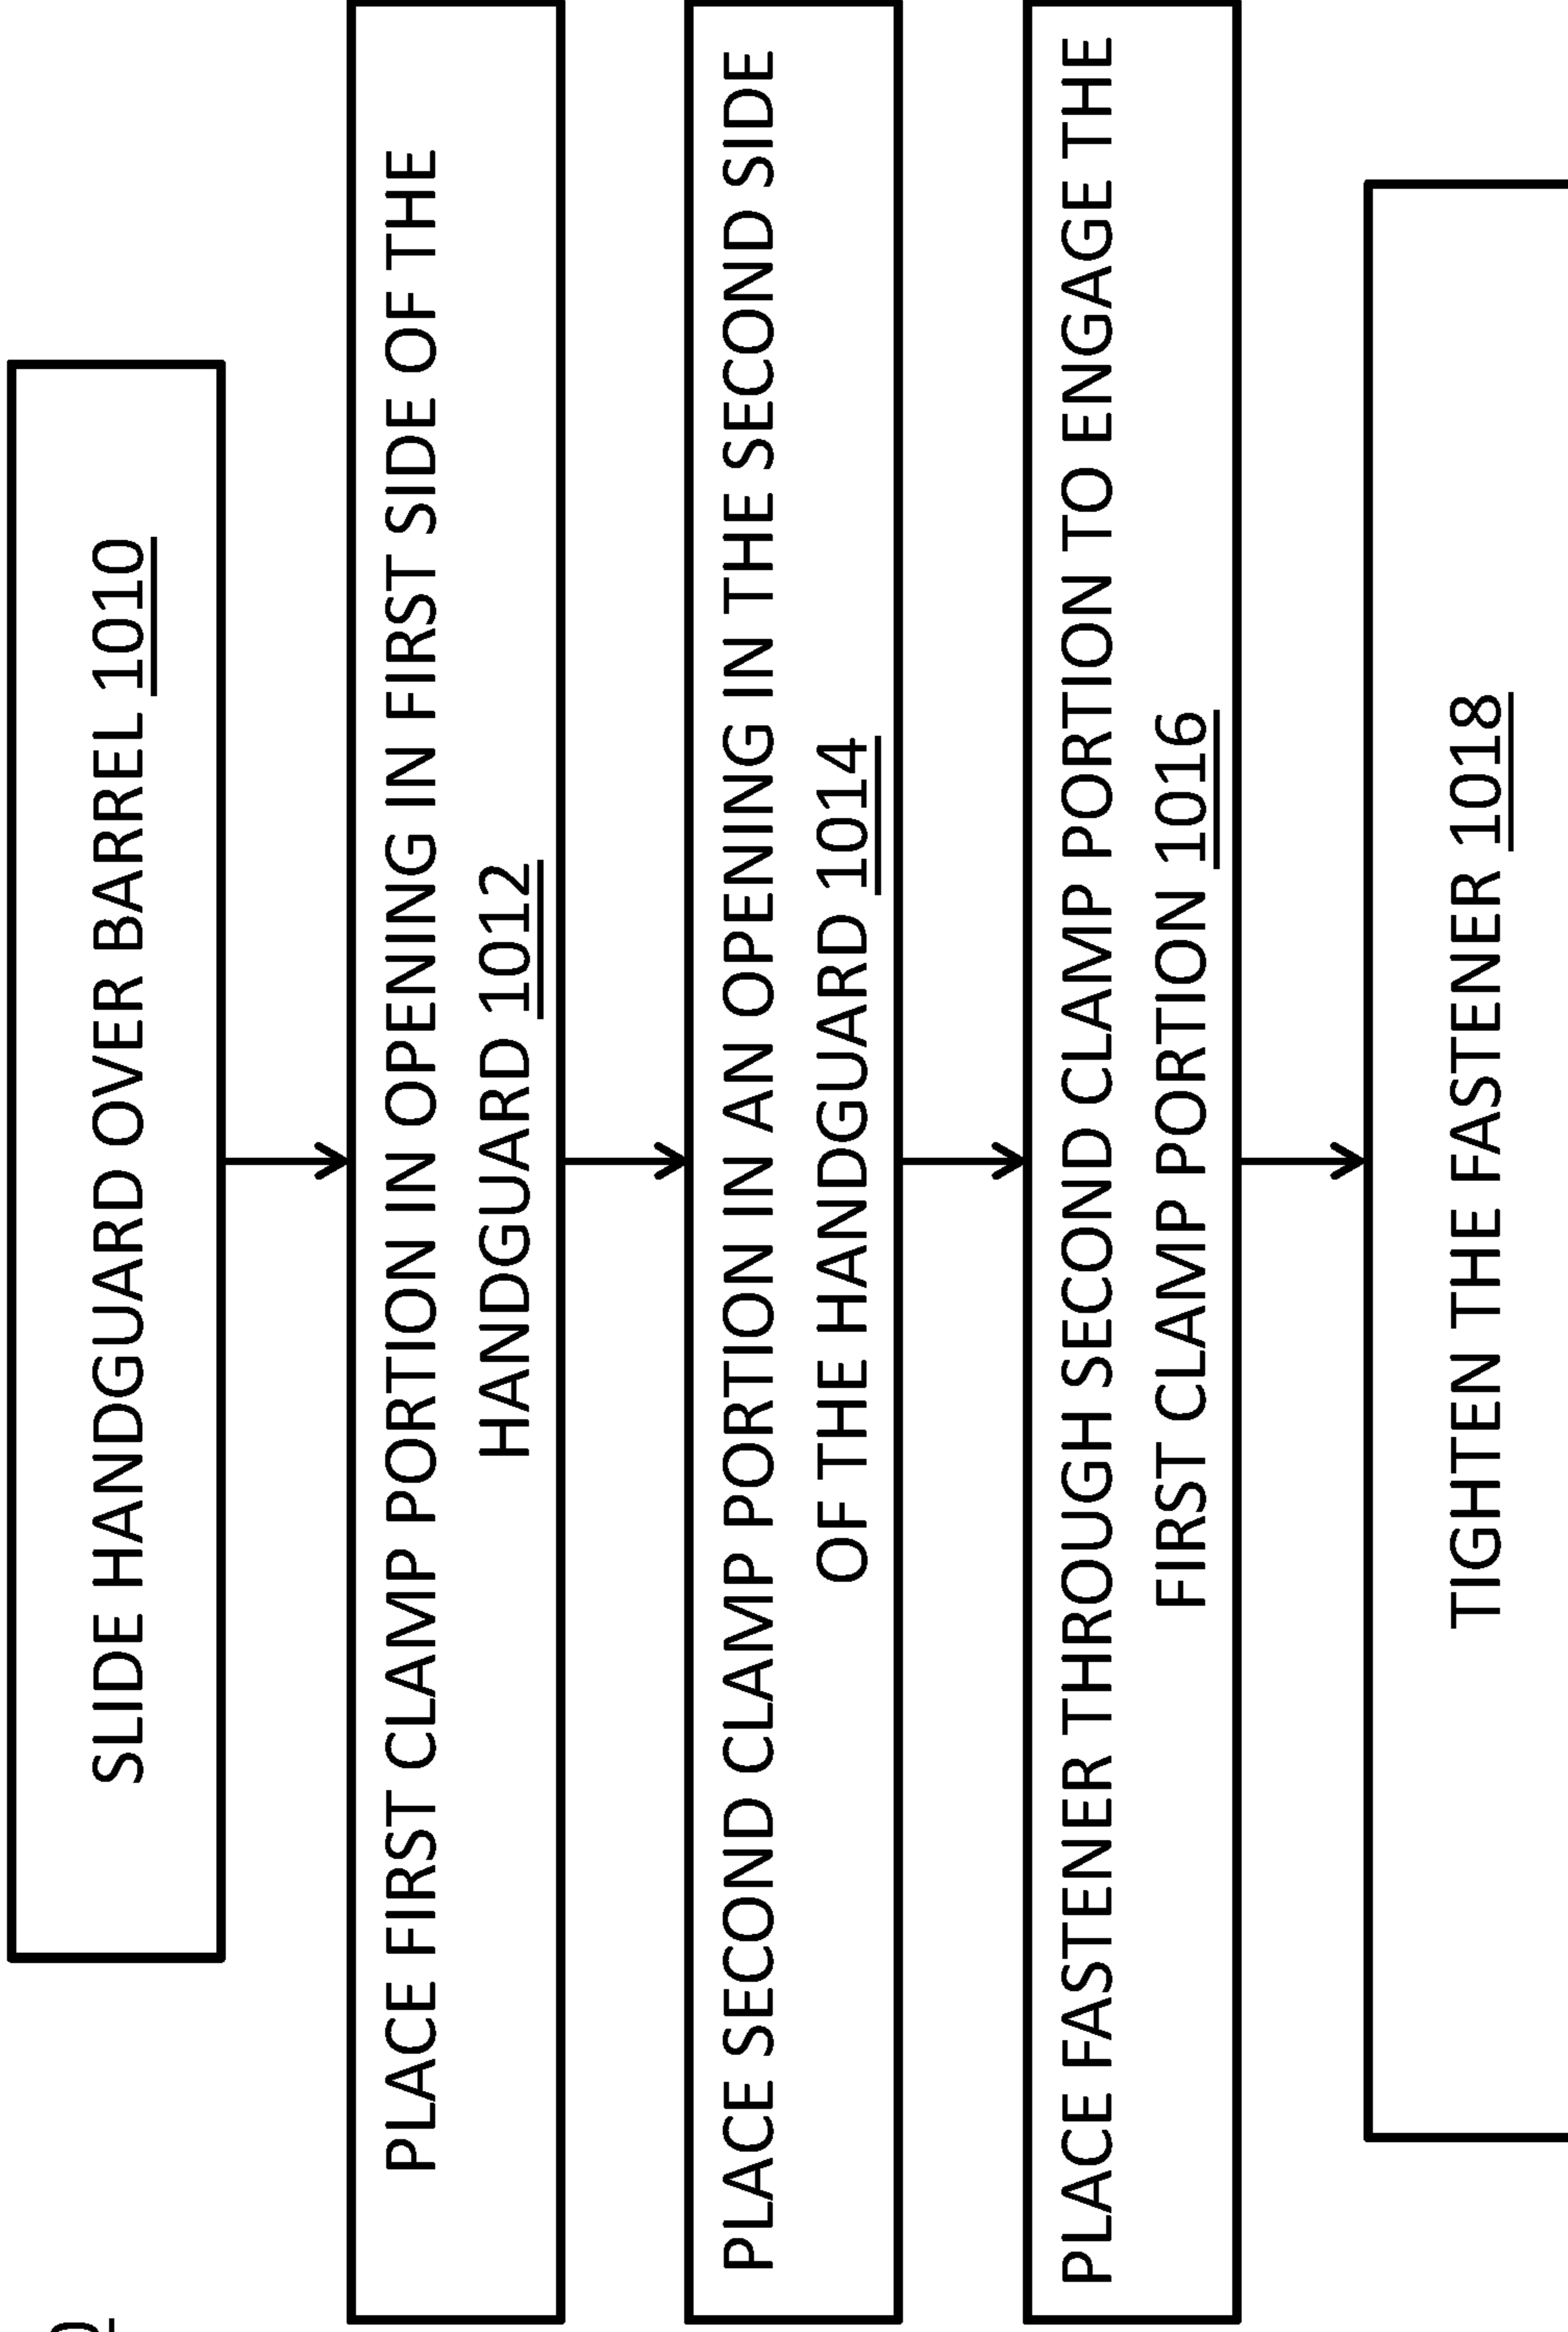 SLIDE HANDGUARD OVER BARREL 1010
PLACE FIRST CLAMP PORTION IN OPENING IN FIRST SIDE OF THE
HANDGUARD 1012
PLACE SECOND CLAMP PORTION IN AN OPENING IN THE SECOND SIDE
OF THE HANDGUARD 1014
PLACE FASTENER THROUGH SECOND CLAMP PORTION TO ENGAGE THE
FIRST CLAMP PORTION 1016
TIGHTEN THE FASTENER 1018